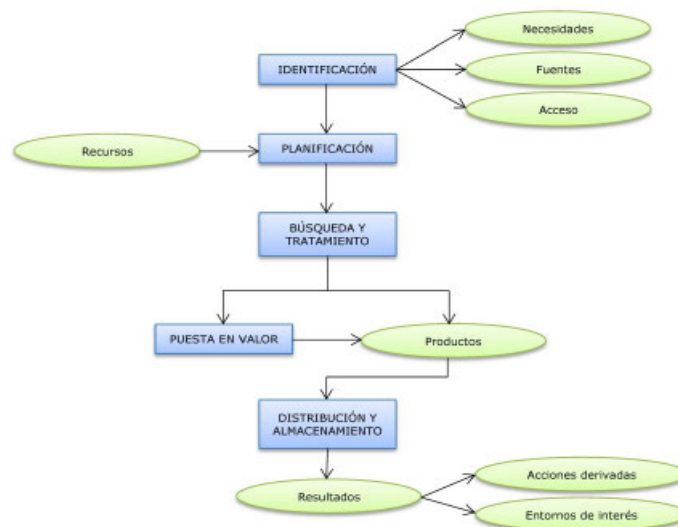 Necesidades
IDENTIFICACIÓN
Fuentes
Acceso
Recursos
PLANIFICACIÓN
BÚSQUEDA Y
TRATAMIENTO
PUESTA EN VALOR
Productos
DISTRIBUCIÓN Y
ALMACENAMIENTO
Acciones derivadas
Resultados
Entornos de interés